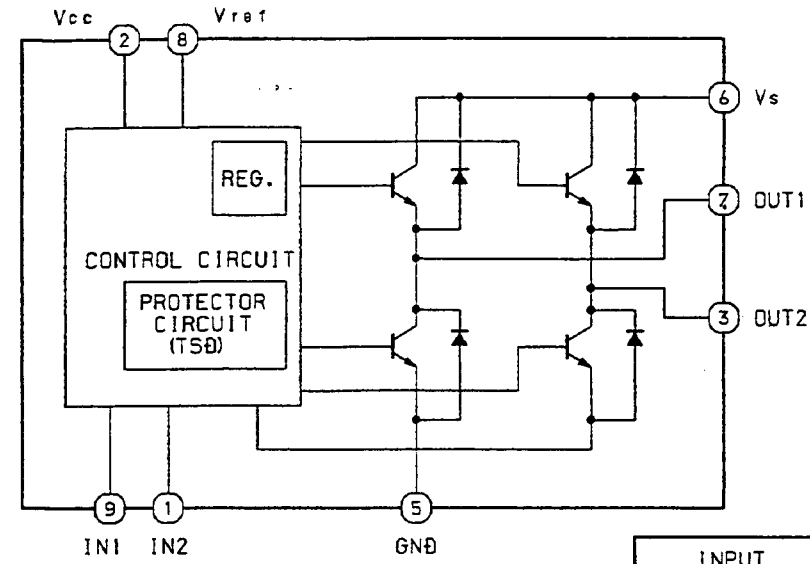 Vcc
Vref
2
8
6 Vs
REG.
7 OUT1
CONTROL CIRCUIT
PROTECTOR
CIRCUIT
(TSD)
3 OUT2
9
1
5
IN1
IN2
GND
INPUT